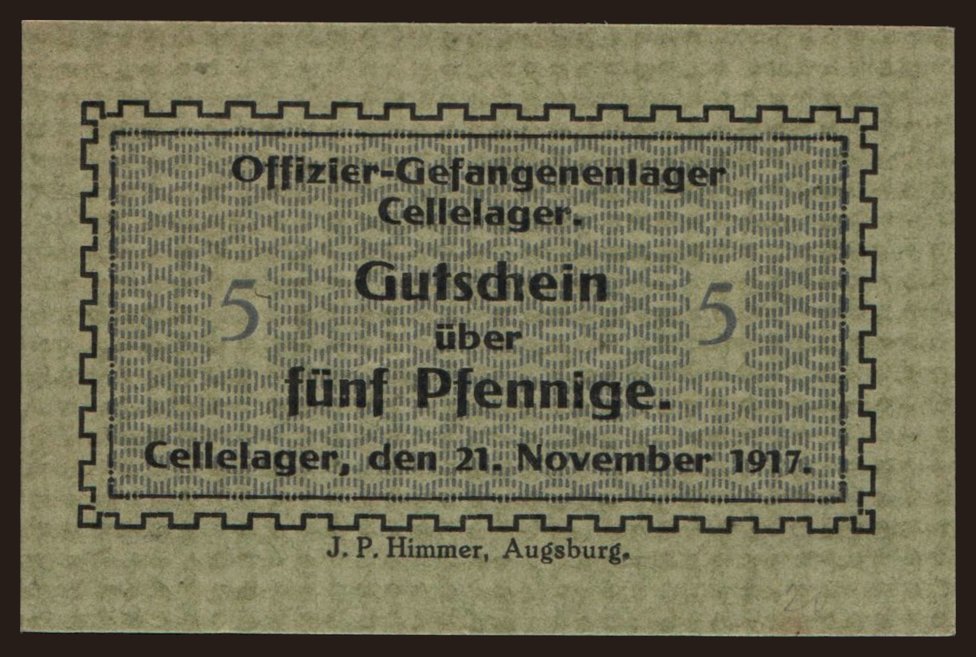 Offizier-Gefangenenlager
Cellelager.
Gutschein
5 über 5
fünf Pfennige.
Cellelager, den 21. November 1917.
J. P. Himmer, Augsburg.